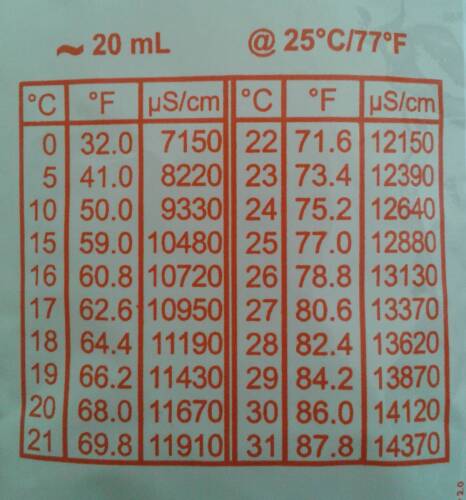 ~ 20 mL @ 25°C/77°F
°C °F µS/cm °C °F µS/cm
0 32.0 7150 22 71.6 12150
5 41.0 8220 23 73.4 12390
10 50.0 9330 24 75.2 12640
15 59.0 10480 25 77.0 12880
16 60.8 10720 26 78.8 13130
17 62.6 10950 27 80.6 13370
18 64.4 11190 28 82.4 13620
19 66.2 11430 29 84.2 13870
20 68.0 11670 30 86.0 14120
21 69.8 11910 31 87.8 14370
2.0